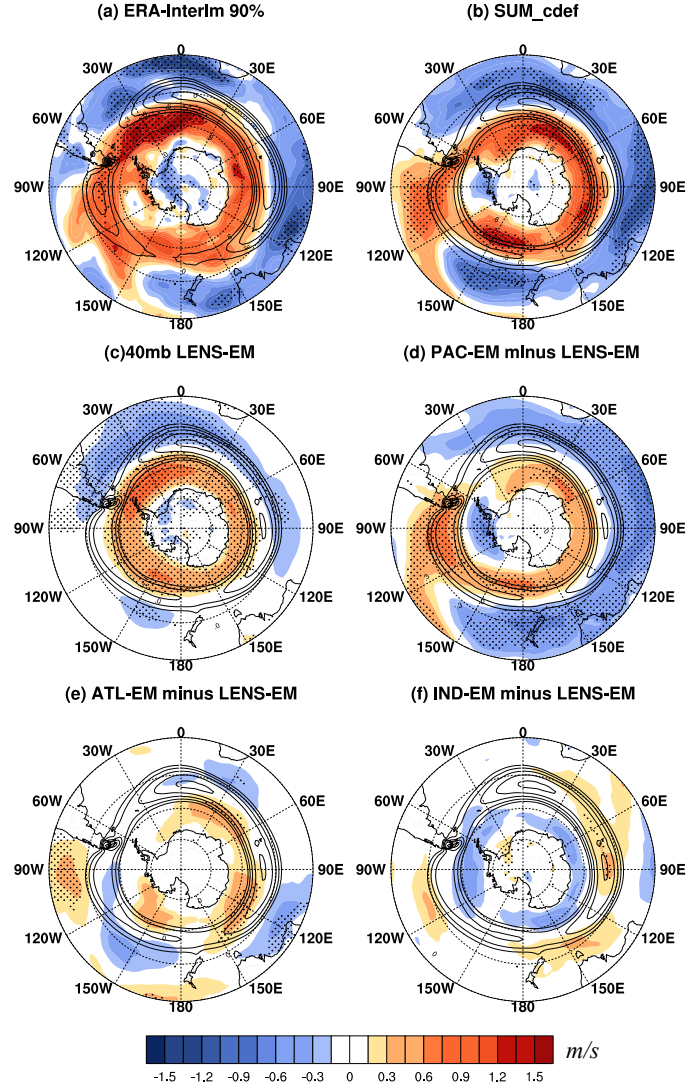 (a) ERA-InterIm 90%
(b) SUM_cdef
0
0
30W
30E
30W
30E
60W
60E
60W
60E
90W
90E
90W
90E
120W
120E
120W
120E
150W
150E
150W
150E
180
180
(c)40mb LENS-EM
(d) PAC-EM mInus LENS-EM
0
0
30W
30E
30W
30E
60W
60E
60W
60E
90W
90E
90W
90E
120W
120E
120W
120E
150W
150E
150W
150E
180
180
(e) ATL-EM mInus LENS-EM
(f) IND-EM mInus LENS-EM
0
0
30W
30E
30W
30E
60W
60E
60W
60E
90W
90E
90W
90E
120W
120E
120W
120E
150W
150E
150W
150E
180
180
m/s
-1.5 -1.2 -0.9 -0.6 -0.3 0 0.3 0.6 0.9 1.2 1.5